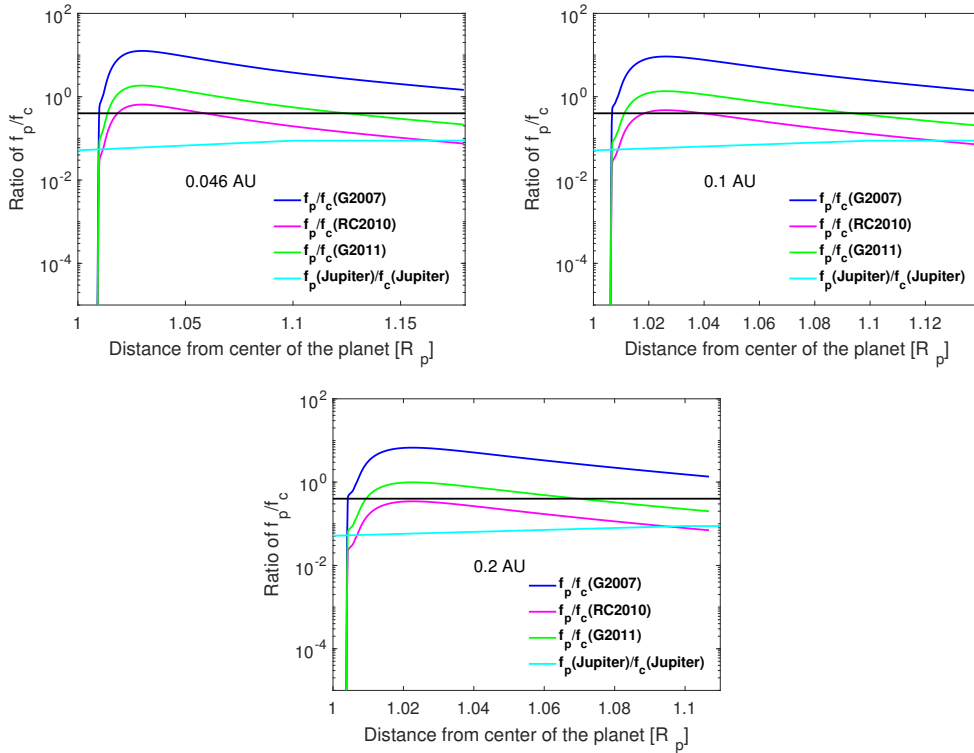 Ratio of f_p/f_c
10^2
10^0
10^-2
10^-4
0.046 AU
f_p/f_c(G2007)
f_p/f_c(RC2010)
f_p/f_c(G2011)
f_p(Jupiter)/f_c(Jupiter)
1 1.05 1.1 1.15
Distance from center of the planet [R_p]
Ratio of f_p/f_c
10^2
10^0
10^-2
10^-4
0.1 AU
f_p/f_c(G2007)
f_p/f_c(RC2010)
f_p/f_c(G2011)
f_p(Jupiter)/f_c(Jupiter)
1 1.02 1.04 1.06 1.08 1.1 1.12
Distance from center of the planet [R_p]
Ratio of f_p/f_c
10^2
10^0
10^-2
10^-4
0.2 AU
f_p/f_c(G2007)
f_p/f_c(RC2010)
f_p/f_c(G2011)
f_p(Jupiter)/f_c(Jupiter)
1 1.02 1.04 1.06 1.08 1.1
Distance from center of the planet [R_p]